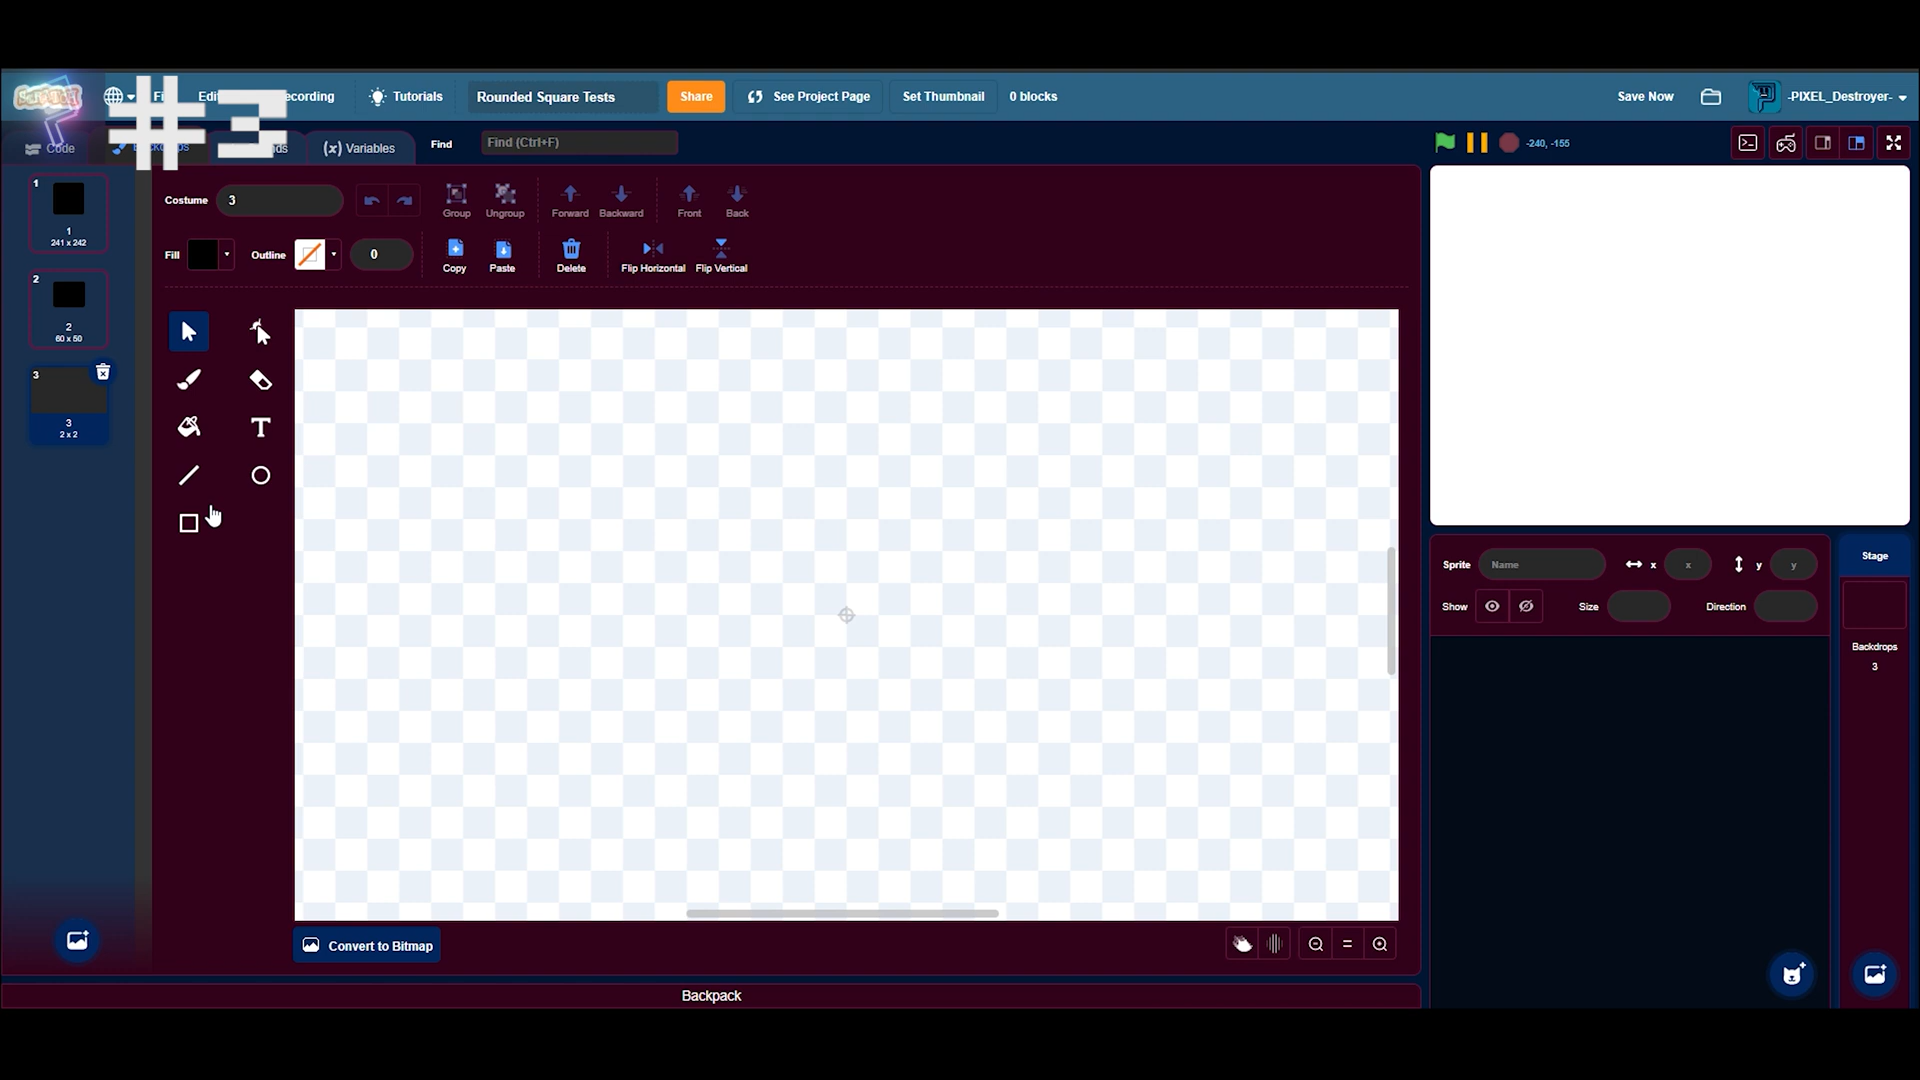 #3
Tutorials
Rounded Square Tests
Share
See Project Page
Set Thumbnail
0 blocks
Save Now
-PIXEL_Destroyer-
Code
(x) Variables
Find
Find (Ctrl+F)
-240, -155
1
1
241 x 242
2
2
60 x 50
3
3
2 x 2
Costume
3
Group
Ungroup
Forward
Backward
Front
Back
Fill
Outline
0
Copy
Paste
Delete
Flip Horizontal
Flip Vertical
T
Convert to Bitmap
Backpack
Sprite
Name
x
x
y
y
Show
Size
Direction
Stage
Backdrops
3